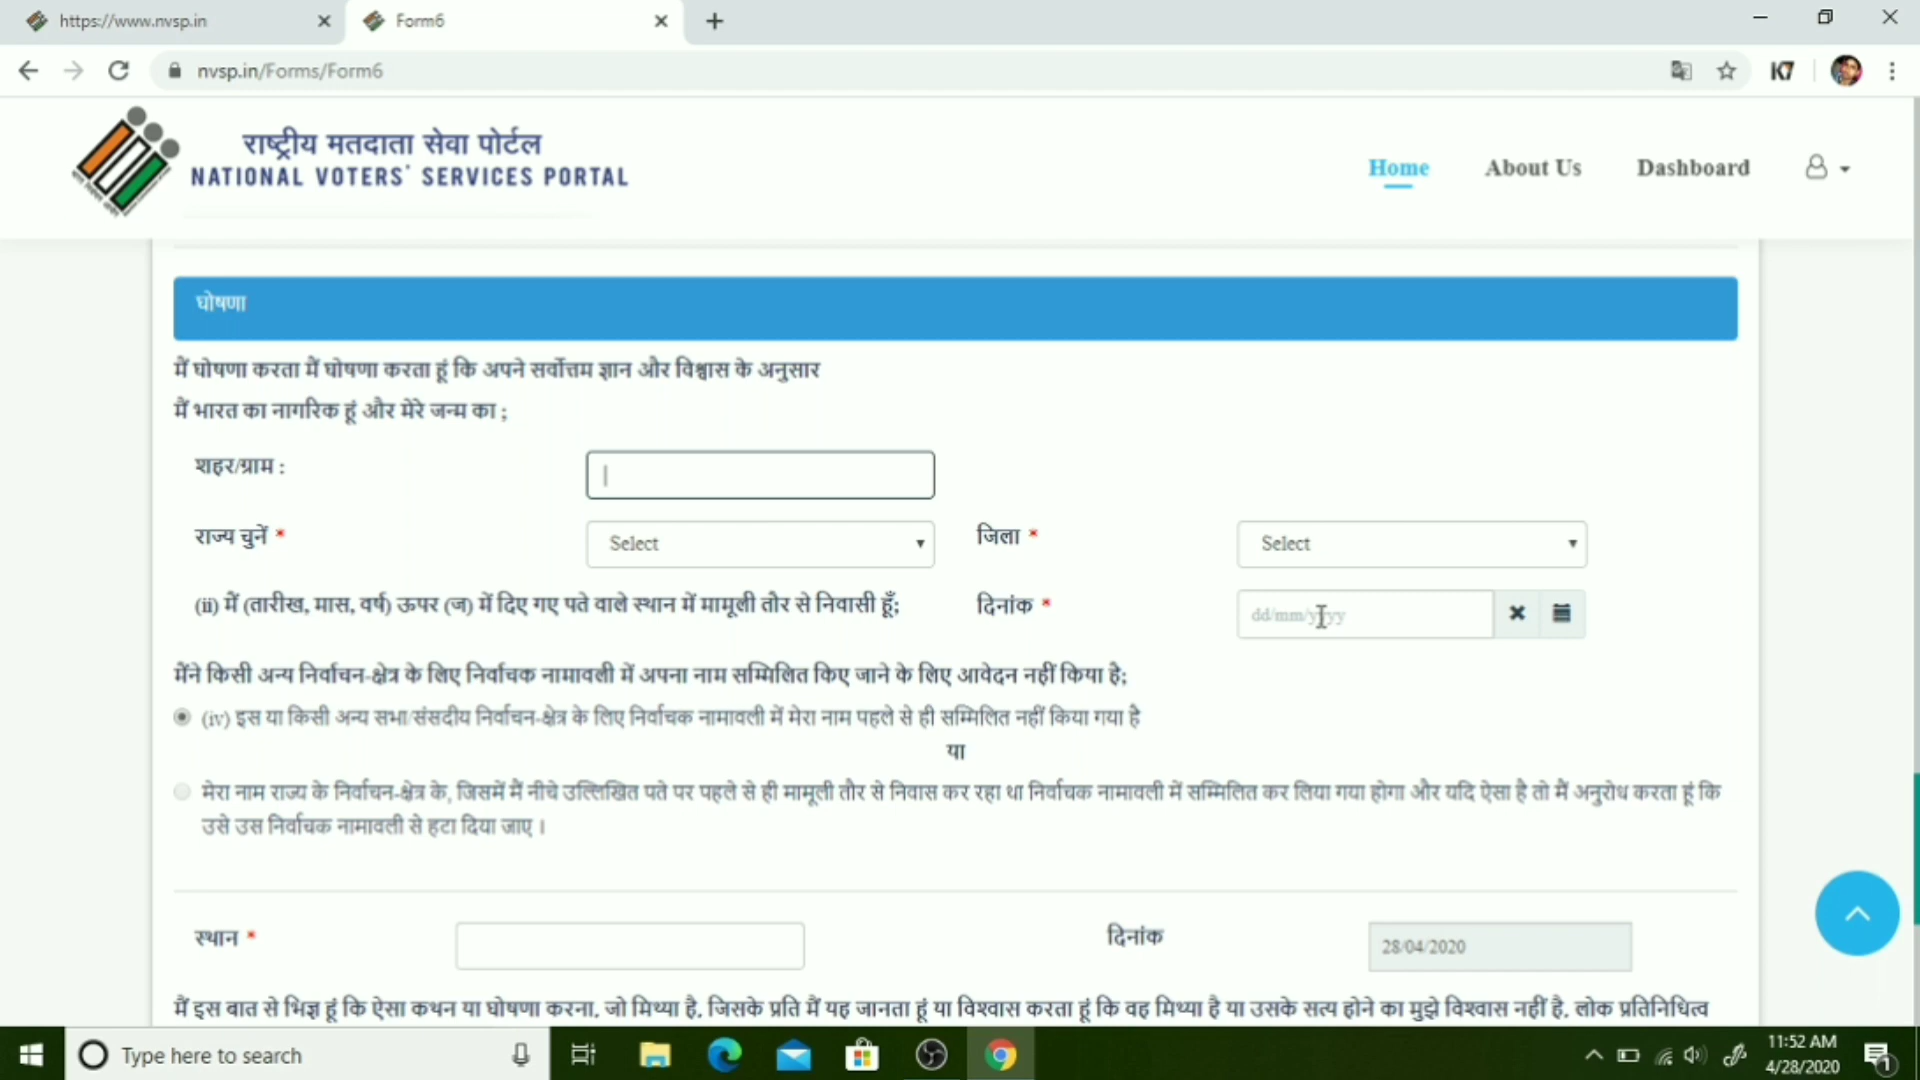 https://www.nvsp.in
Form6
nvsp.in/Forms/Form6
K7
राष्ट्रीय मतदाता सेवा पोर्टल
NATIONAL VOTERS' SERVICES PORTAL
Home About Us Dashboard
घोषणा
मैं घोषणा करता मैं घोषणा करता हूं कि अपने सर्वोत्तम ज्ञान और विश्वास के अनुसार
मैं भारत का नागरिक हूं और मेरे जन्म का ;
शहर/ग्राम :
राज्य चुनें * Select जिला * Select
(ii) में (तारीख, मास, वर्ष) ऊपर (ज) में दिए गए पते वाले स्थान में मामूली तौर से निवासी हूँ; दिनांक * dd/mm/yyyy
मैंने किसी अन्य निर्वाचन-क्षेत्र के लिए निर्वाचक नामावली में अपना नाम सम्मिलित किए जाने के लिए आवेदन नहीं किया है;
(iv) इस या किसी अन्य सभा/संसदीय निर्वाचन-क्षेत्र के लिए निर्वाचक नामावली में मेरा नाम पहले से ही सम्मिलित नहीं किया गया है
या
मेरा नाम राज्य के निर्वाचन-क्षेत्र के, जिसमें मैं नीचे उल्लिखित पते पर पहले से ही मामूली तौर से निवास कर रहा था निर्वाचक नामावली में सम्मिलित कर लिया गया होगा और यदि ऐसा है तो मैं अनुरोध करता हूं कि
उसे उस निर्वाचक नामावली से हटा दिया जाए ।
स्थान * दिनांक 28/04/2020
मैं इस बात से भिज्ञ हूं कि ऐसा कथन या घोषणा करना, जो मिथ्या है, जिसके प्रति मैं यह जानता हूं या विश्वास करता हूं कि वह मिथ्या है या उसके सत्य होने का मुझे विश्वास नहीं है, लोक प्रतिनिधित्व
Type here to search
11:52 AM
4/28/2020
1